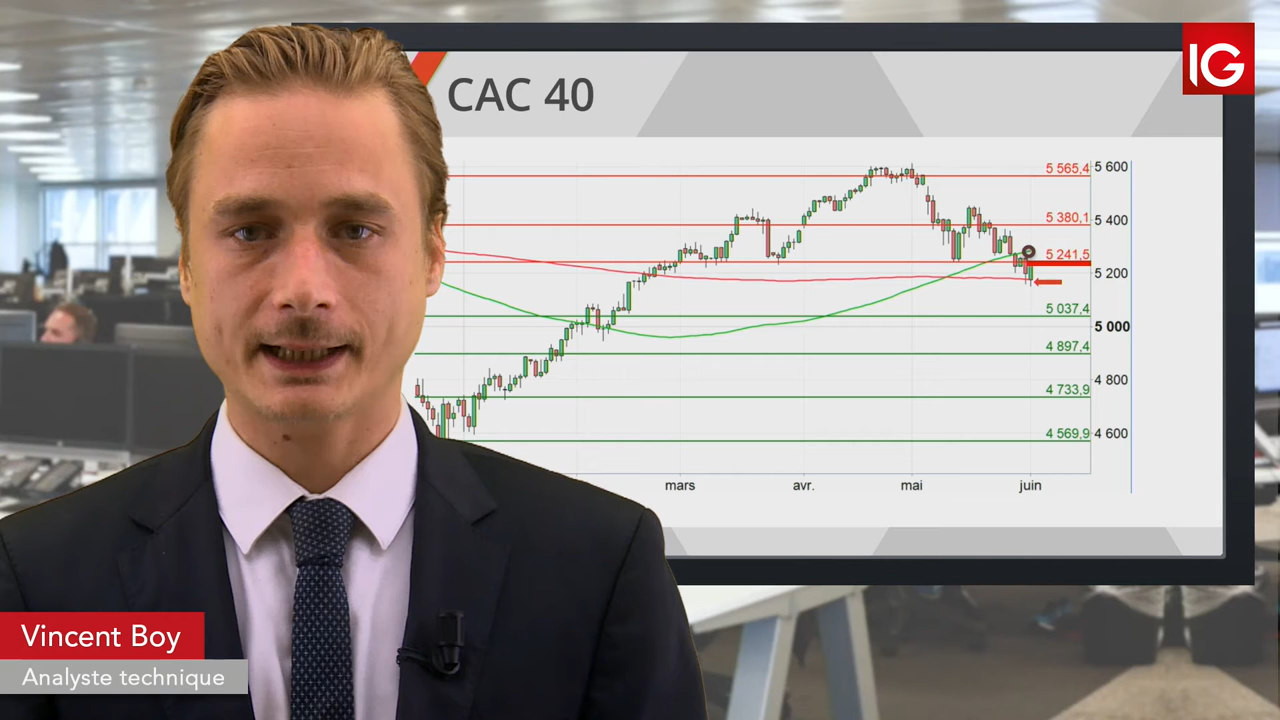 IG
CAC 40
5 565,4
5 600
5 380,1
5 400
5 241,5
5 200
5 037,4
5 000
4 897,4
4 800
4 733,9
4 569,9
4 600
mars
avr.
mai
juin
Vincent Boy
Analyste technique